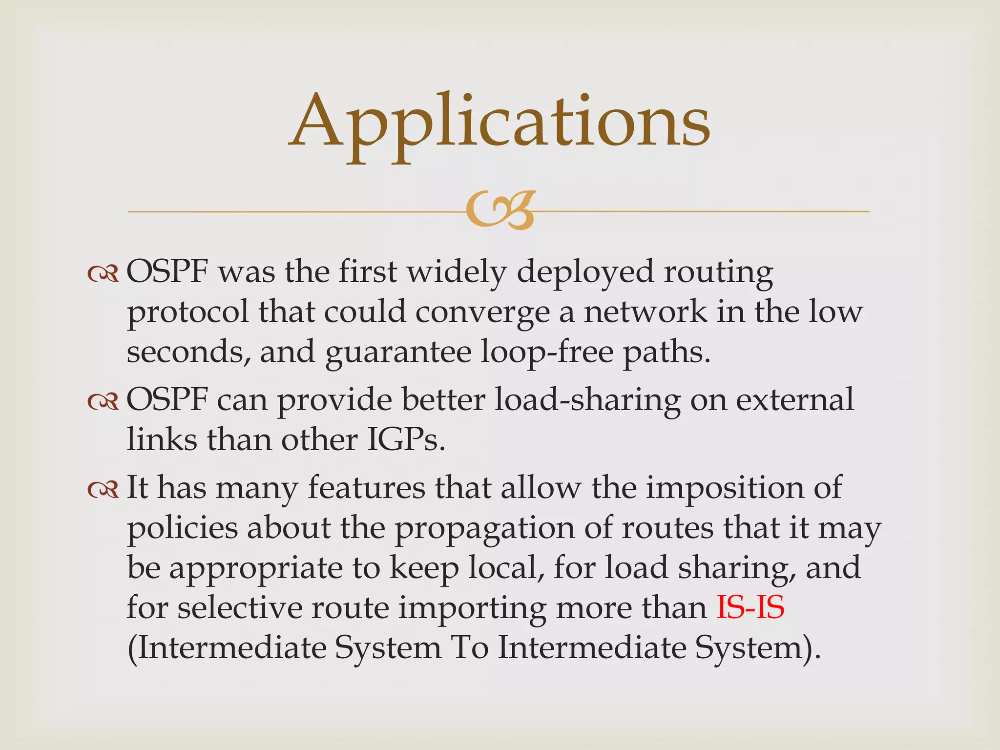 Applications
OSPF was the first widely deployed routing
protocol that could converge a network in the low
seconds, and guarantee loop-free paths.
OSPF can provide better load-sharing on external
links than other IGPs.
It has many features that allow the imposition of
policies about the propagation of routes that it may
be appropriate to keep local, for load sharing, and
for selective route importing more than IS-IS
(Intermediate System To Intermediate System).